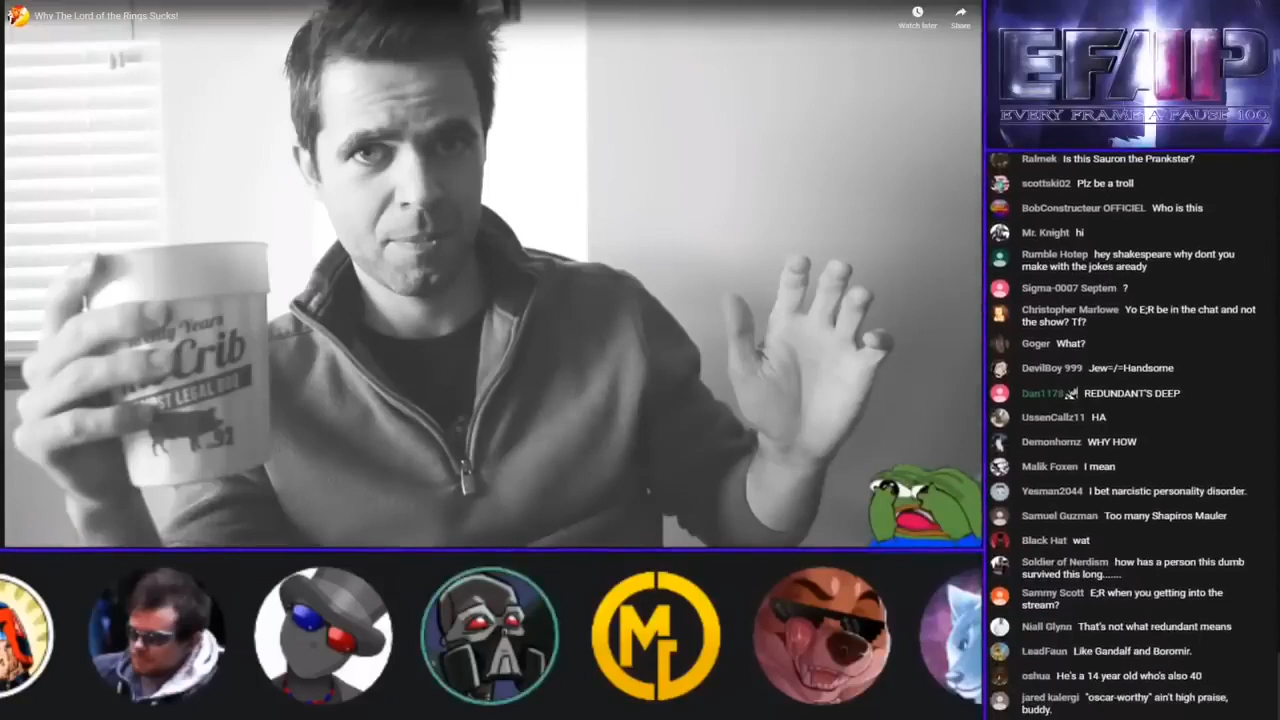 Why The Lord of the Rings Sucks!
Watch later
Share
EFAP
EVERY FRAME A PAUSE 100
Years
Crib
LEGAL
92
M
Ralmek Is this Sauron the Prankster?
scottski02 Plz be a troll
BobConstructeur OFFICIEL Who is this
Mr. Knight hi
Rumble Hotep hey shakespeare why dont you
make with the jokes aready
Sigma-0007 Septem ?
Christopher Marlowe Yo E;R be in the chat and not
the show? Tf?
Goger What?
DevilBoy 999 Jew=/=Handsome
Dan1178 REDUNDANT'S DEEP
UssenCallz11 HA
Demonhornz WHY HOW
Malik Foxen I mean
Yesman2044 I bet narcistic personality disorder.
Samuel Guzman Too many Shapiros Mauler
Black Hat wat
Soldier of Nerdism how has a person this dumb
survived this long.......
Sammy Scott E;R when you getting into the
stream?
Niall Glynn That's not what redundant means
LeadFaun Like Gandalf and Boromir.
oshua He's a 14 year old who's also 40
jared kalergi "oscar-worthy" ain't high praise,
buddy.